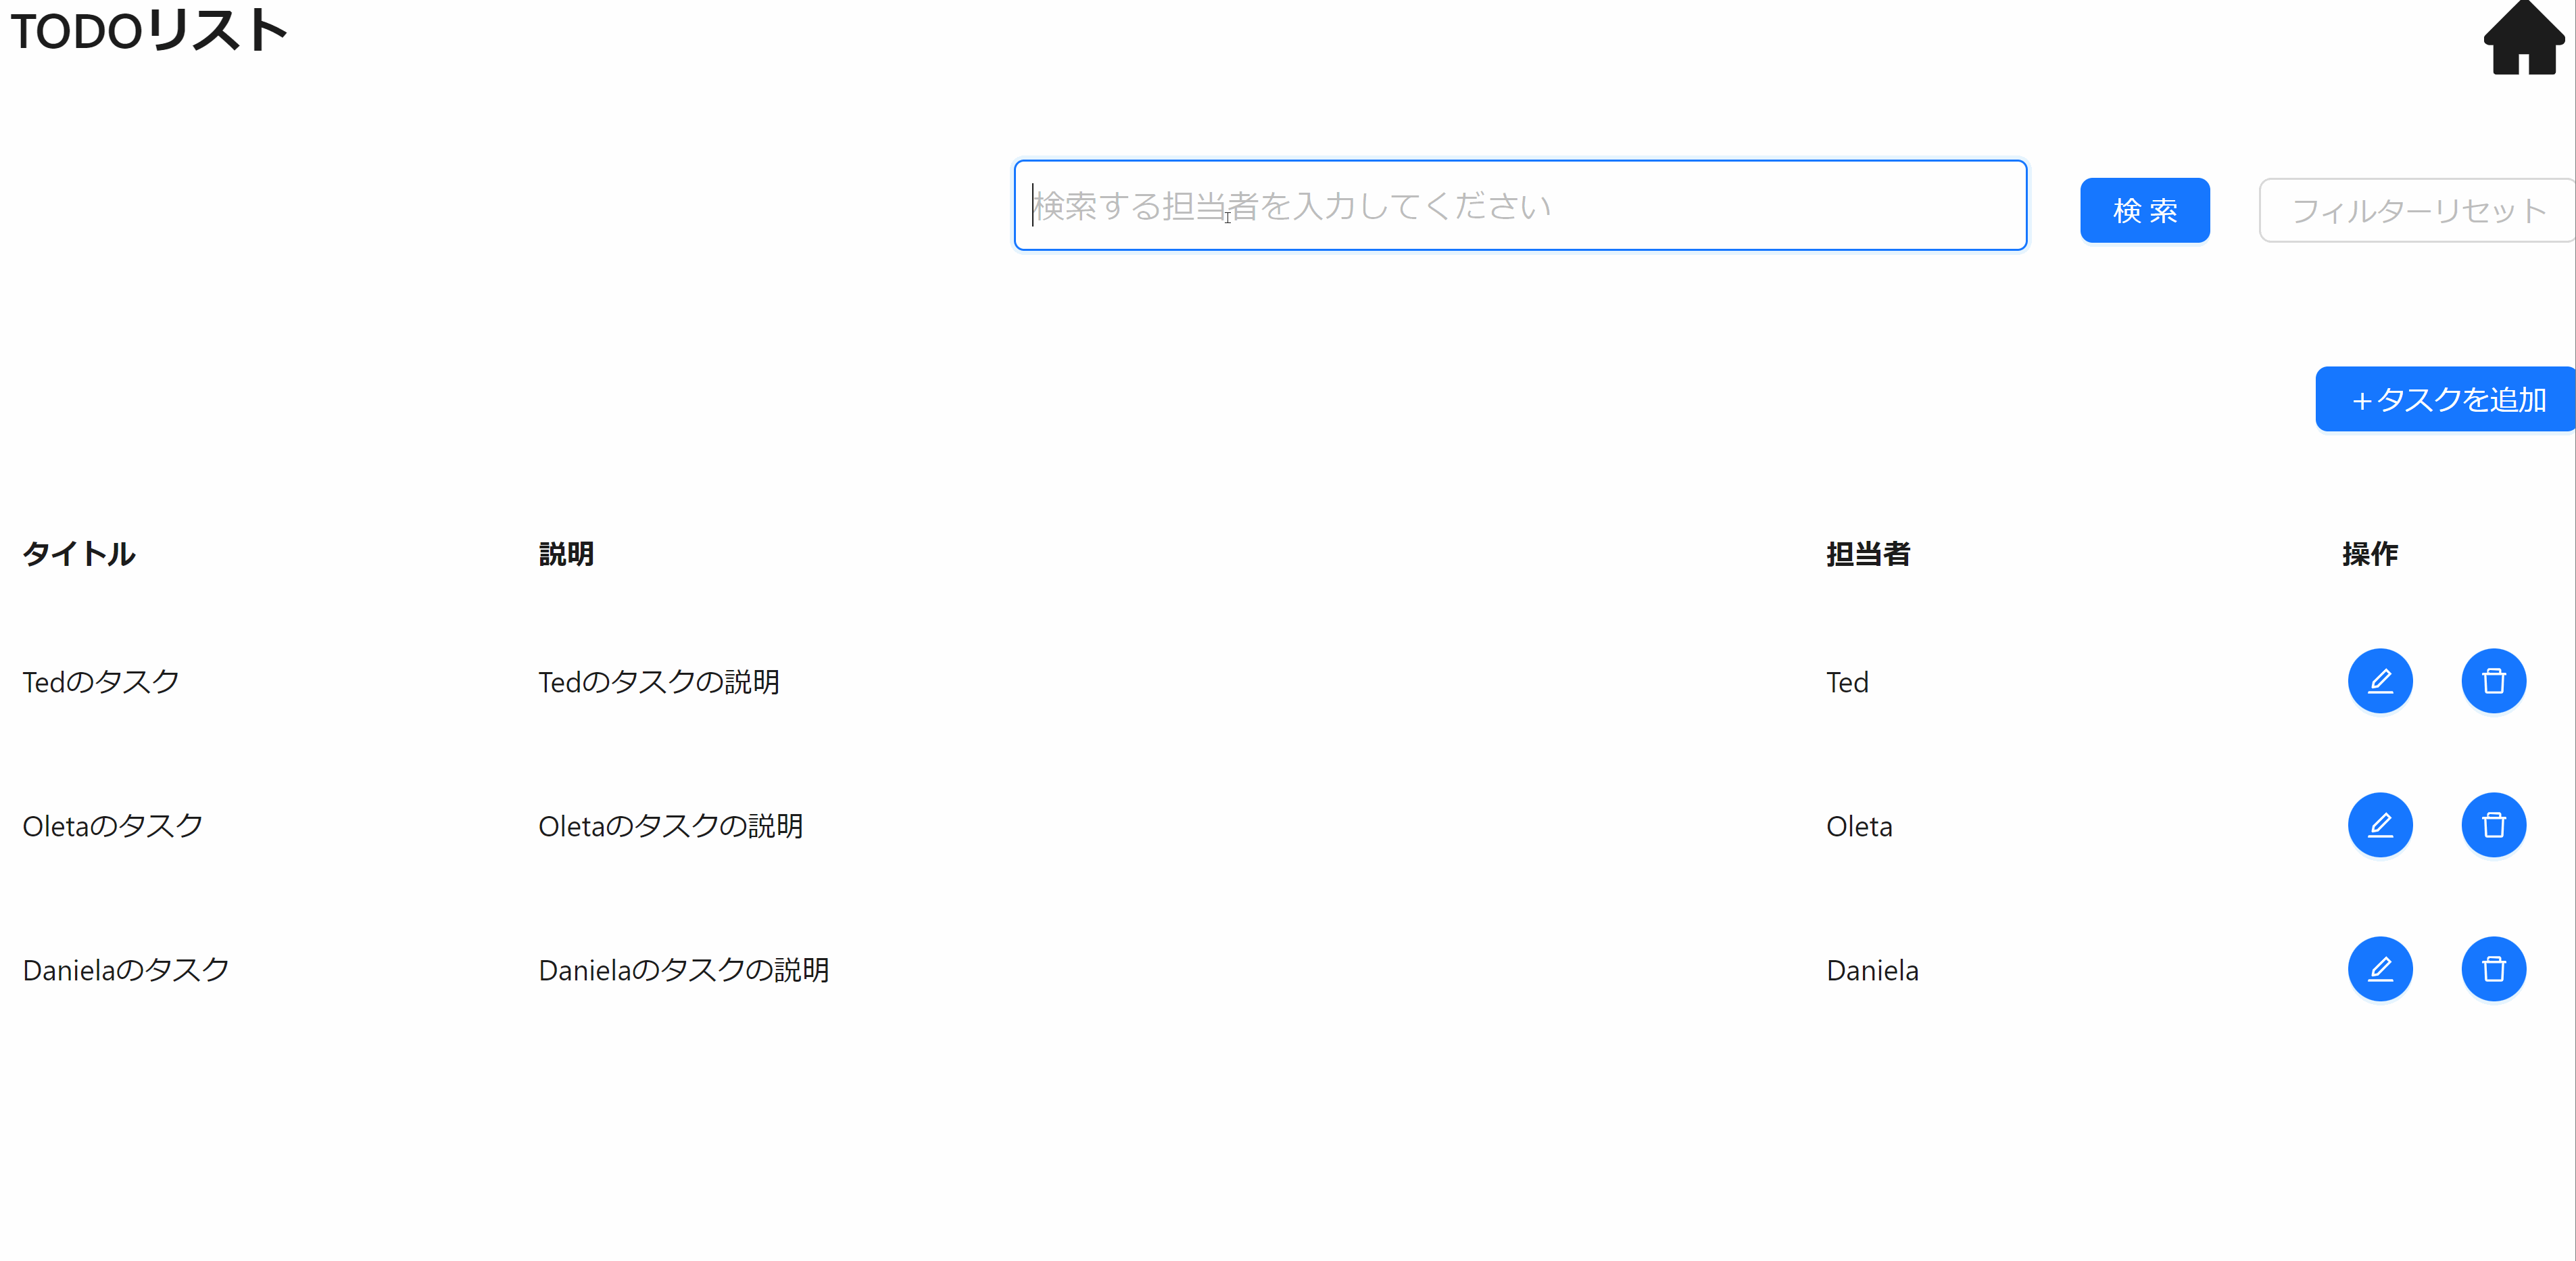 TODOリスト
検索する担当者を入力してください
検 索
フィルターリセット
+タスクを追加
タイトル 説明 担当者 操作
Tedのタスク Tedのタスクの説明 Ted
Oletaのタスク Oletaのタスクの説明 Oleta
Danielaのタスク Danielaのタスクの説明 Daniela